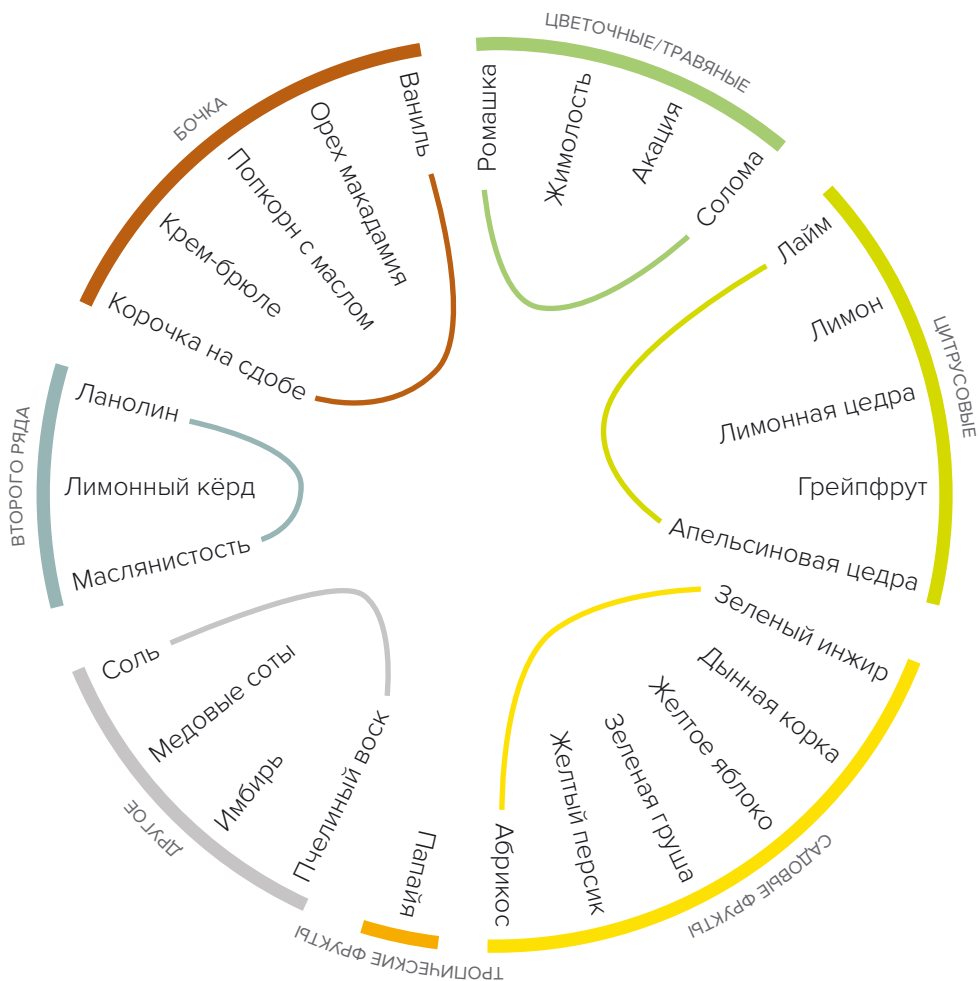 ЦВЕТОЧНЫЕ/ТРАВЯНЫЕ
Ромашка
Жимолость
Акация
Солома
ЦИТРУСОВЫЕ
Лайм
Лимон
Лимонная цедра
Грейпфрут
Апельсиновая цедра
САДОВЫЕ ФРУКТЫ
Зеленый инжир
Дынная корка
Желтое яблоко
Зеленая груша
Желтый персик
Абрикос
ТРОПИЧЕСКИЕ ФРУКТЫ
Папайя
ДРУГОЕ
Пчелиный воск
Имбирь
Медовые соты
Соль
ВТОРОГО РЯДА
Маслянистость
Лимонный кёрд
Ланолин
БОЧКА
Корочка на сдобе
Крем-брюле
Попкорн с маслом
Орех макадамия
Ваниль